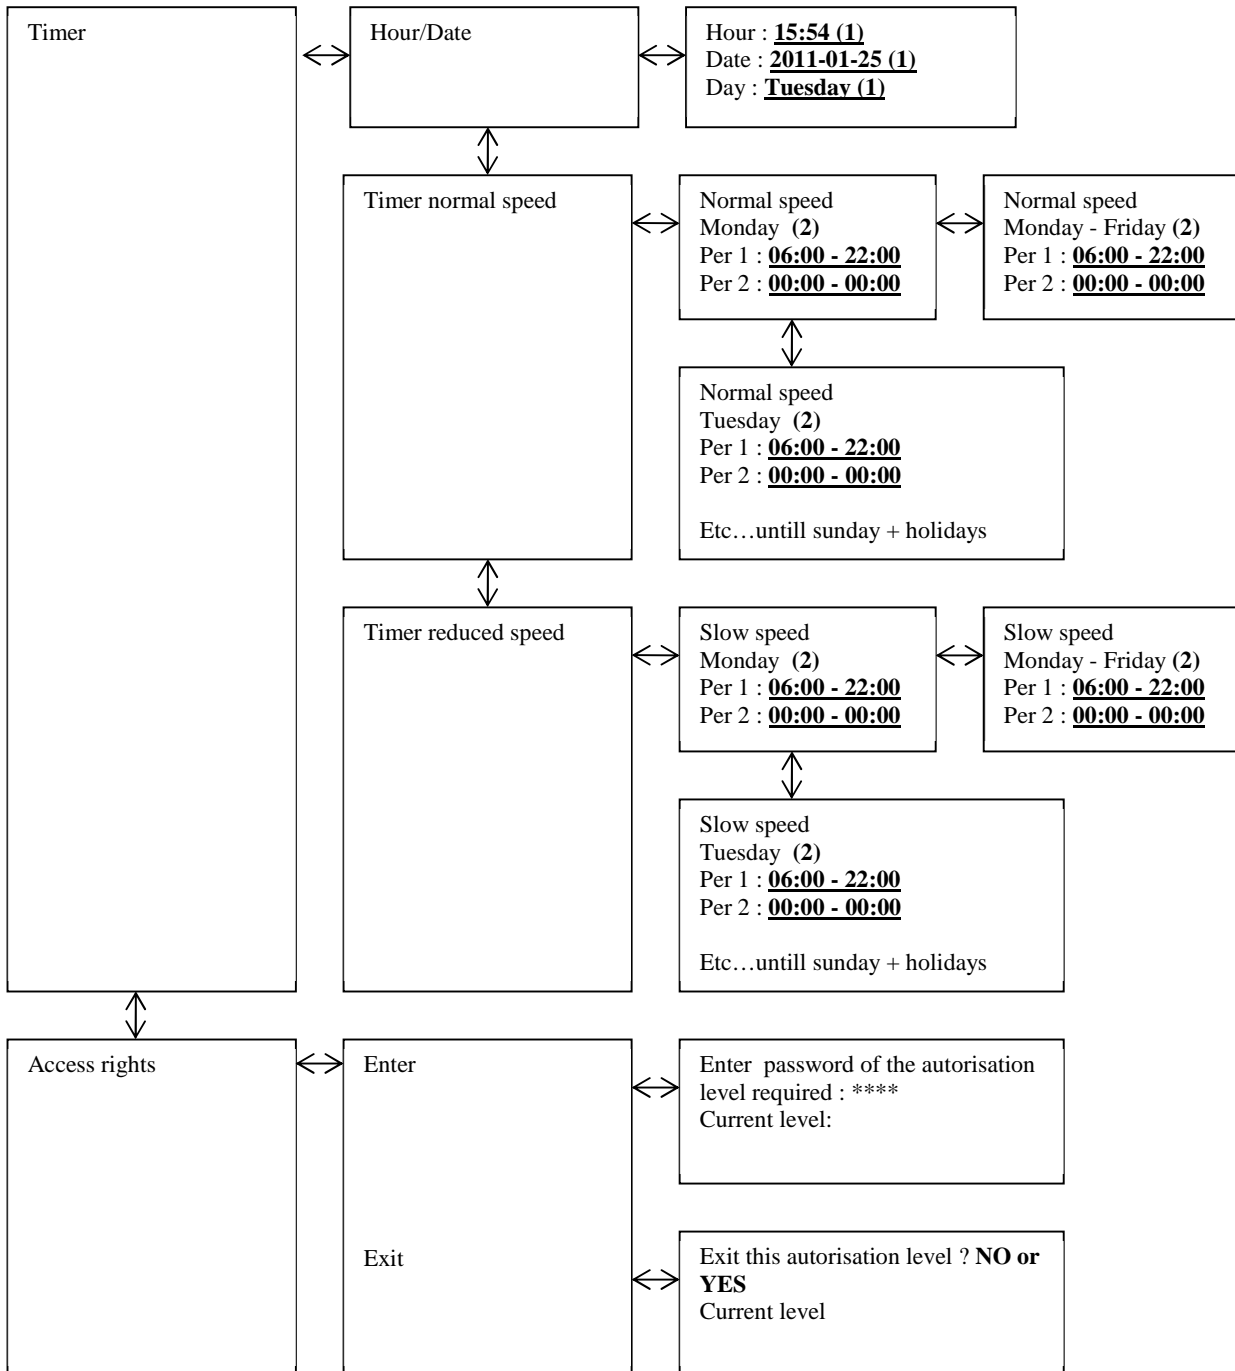 Timer
Hour/Date
Hour : 15:54 (1)
Date : 2011-01-25 (1)
Day : Tuesday (1)
Timer normal speed
Normal speed
Monday (2)
Per 1 : 06:00 - 22:00
Per 2 : 00:00 - 00:00
Normal speed
Monday - Friday (2)
Per 1 : 06:00 - 22:00
Per 2 : 00:00 - 00:00
Normal speed
Tuesday (2)
Per 1 : 06:00 - 22:00
Per 2 : 00:00 - 00:00
Etc…untill sunday + holidays
Timer reduced speed
Slow speed
Monday (2)
Per 1 : 06:00 - 22:00
Per 2 : 00:00 - 00:00
Slow speed
Monday - Friday (2)
Per 1 : 06:00 - 22:00
Per 2 : 00:00 - 00:00
Slow speed
Tuesday (2)
Per 1 : 06:00 - 22:00
Per 2 : 00:00 - 00:00
Etc…untill sunday + holidays
Access rights
Enter
Enter password of the autorisation
level required : ****
Current level:
Exit
Exit this autorisation level ? NO or
YES
Current level